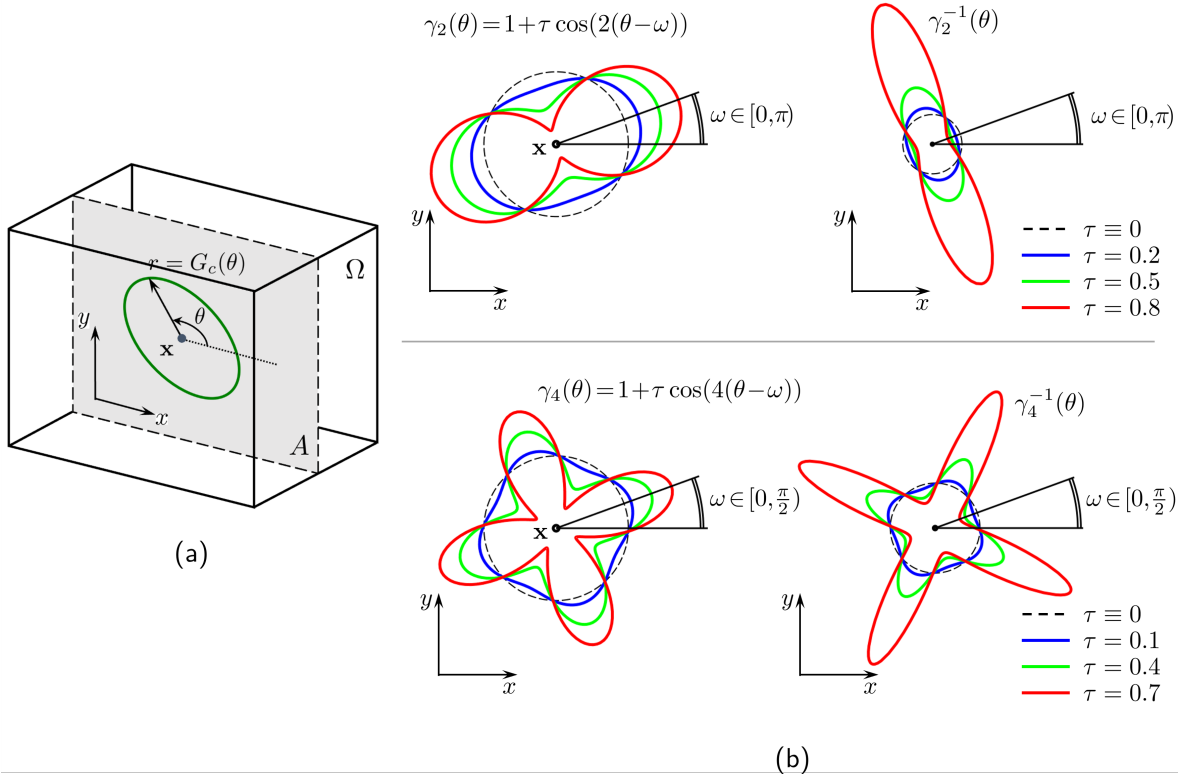 γ₂(θ)=1+τ cos(2(θ−ω))
γ₂⁻¹(θ)
ω∈[0,π)
ω∈[0,π)
x
y
x
y
x
τ ≡ 0
τ = 0.2
τ = 0.5
τ = 0.8
r = G_c(θ)
Ω
θ
x
y
x
A
(a)
γ₄(θ)=1+τ cos(4(θ−ω))
γ₄⁻¹(θ)
ω∈[0,π/2)
ω∈[0,π/2)
x
y
x
y
x
τ ≡ 0
τ = 0.1
τ = 0.4
τ = 0.7
(b)